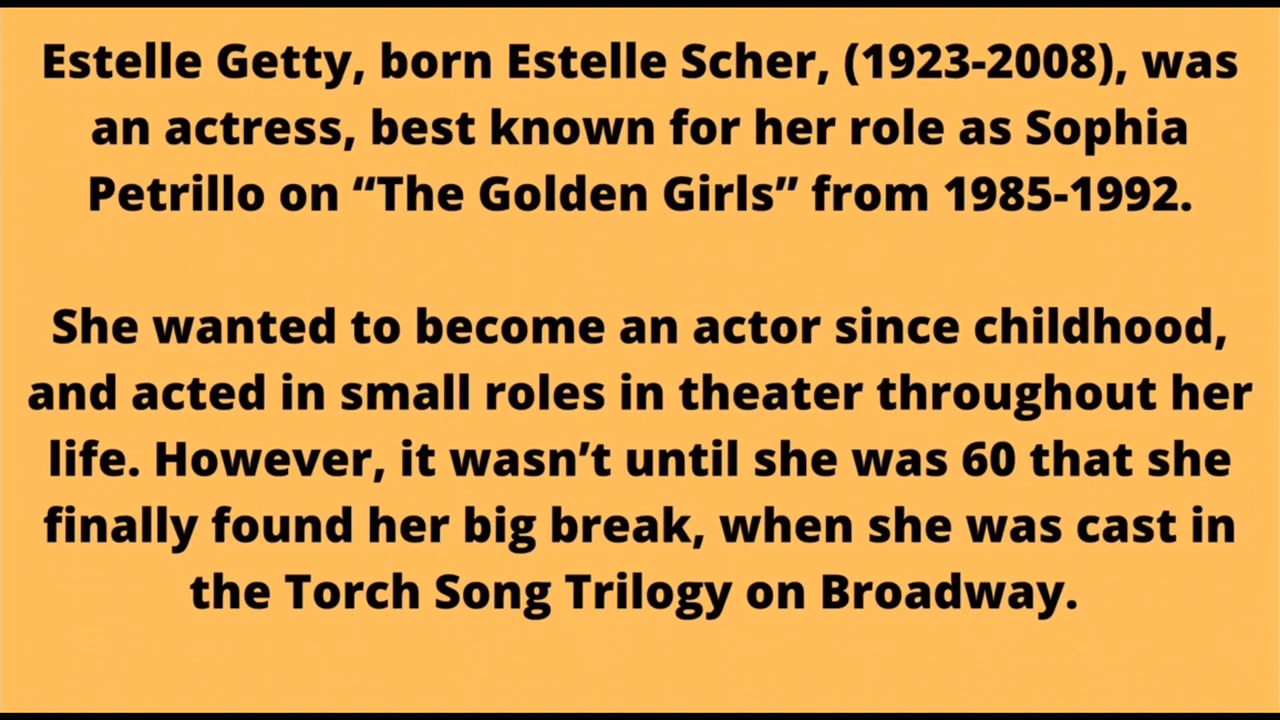 Estelle Getty, born Estelle Scher, (1923-2008), was
an actress, best known for her role as Sophia
Petrillo on “The Golden Girls” from 1985-1992.
She wanted to become an actor since childhood,
and acted in small roles in theater throughout her
life. However, it wasn’t until she was 60 that she
finally found her big break, when she was cast in
the Torch Song Trilogy on Broadway.